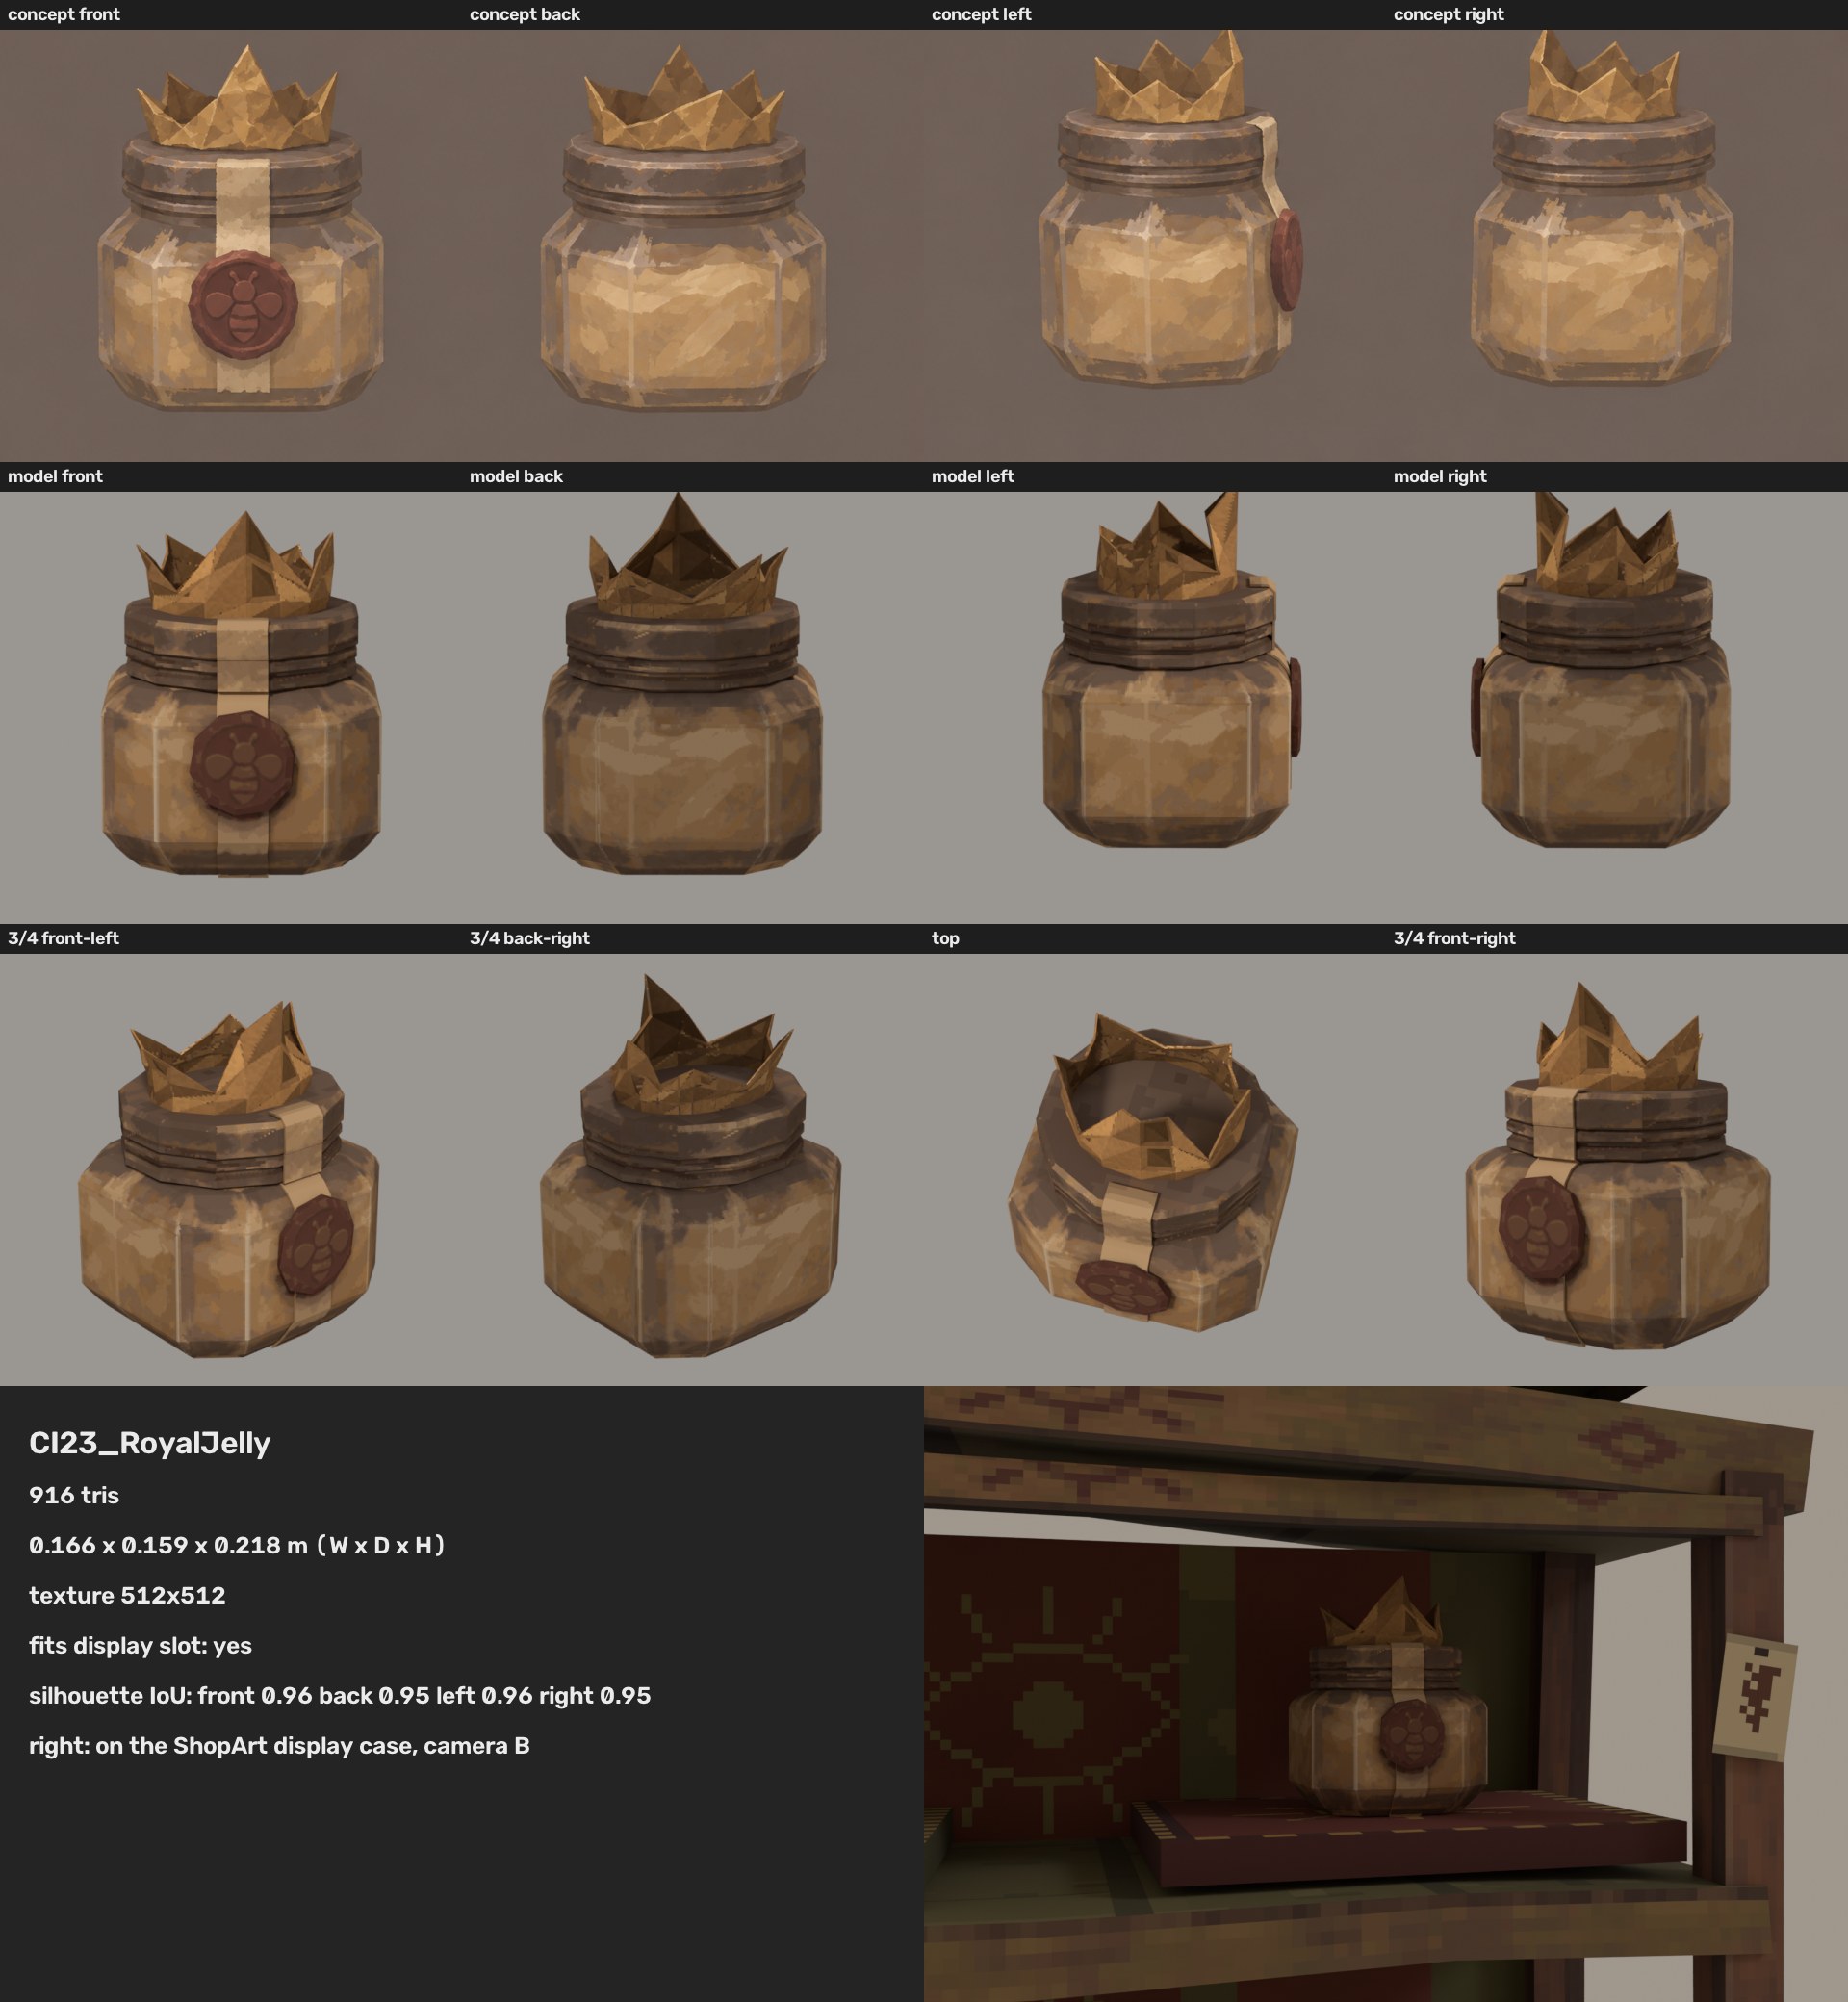 concept front
concept back
concept left
concept right
model front
model back
model left
model right
3/4 front-left
3/4 back-right
top
3/4 front-right
CI23_RoyalJelly
916 tris
0.166 x 0.159 x 0.218 m (W x D x H)
texture 512x512
fits display slot: yes
silhouette IoU: front 0.96 back 0.95 left 0.96 right 0.95
right: on the ShopArt display case, camera B